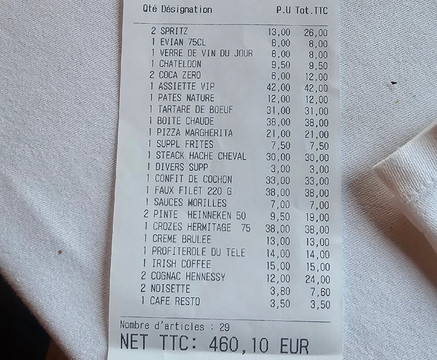 Qté Désignation P.U Tot.TTC
2 SPRITZ 13,00 26,00
1 EVIAN 75CL 8,00 8,00
1 VERRE DE VIN DU JOUR 8,00 8,00
1 CHATELDON 9,50 9,50
2 COCA ZERO 6,00 12,00
1 ASSIETTE VIP 42,00 42,00
1 PATES NATURE 12,00 12,00
1 TARTARE DE BOEUF 31,00 31,00
1 BOITE CHAUDE 38,00 38,00
1 PIZZA MARGHERITA 21,00 21,00
1 SUPPL FRITES 7,50 7,50
1 STEACK HACHE CHEVAL 30,00 30,00
1 DIVERS SUPP 3,00 3,00
1 CONFIT DE COCHON 33,00 33,00
1 FAUX FILET 220 G 38,00 38,00
1 SAUCES MORILLES 7,00 7,00
2 PINTE HEINNEKEN 50 9,50 19,00
1 CROZES HERMITAGE 75 38,00 38,00
1 CREME BRULEE 13,00 13,00
1 PROFITEROLE DU TELE 14,00 14,00
1 IRISH COFFEE 15,00 15,00
2 COGNAC HENNESSY 12,00 24,00
2 NOISETTE 3,80 7,60
1 CAFE RESTO 3,50 3,50
Nombre d'articles : 29
NET TTC: 460,10 EUR